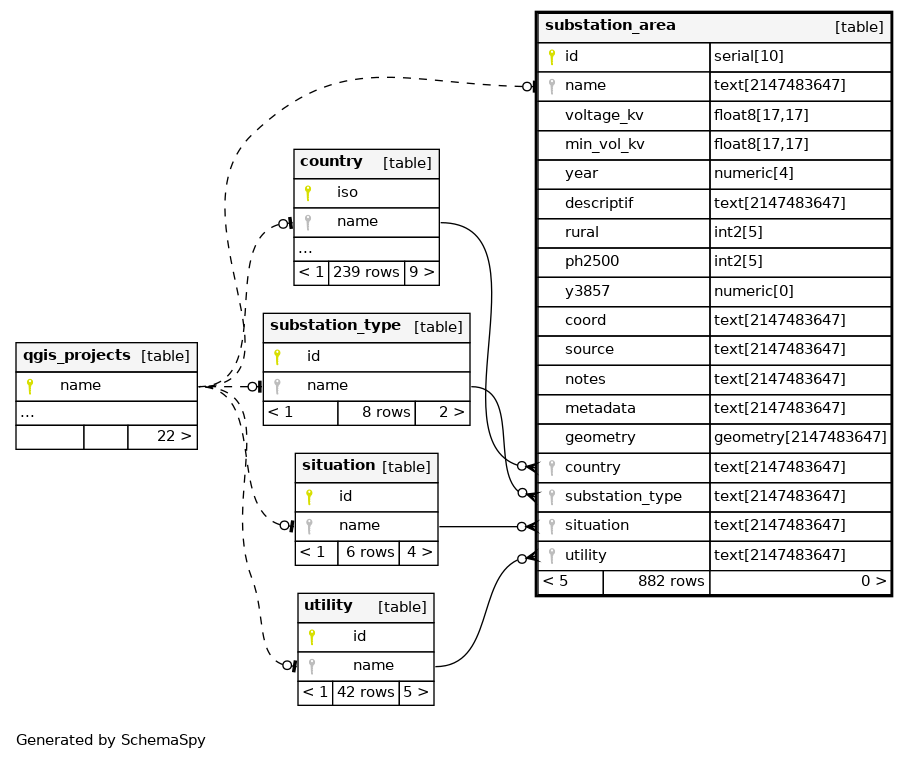 substation_area [table]
id serial[10]
name text[2147483647]
voltage_kv float8[17,17]
min_vol_kv float8[17,17]
year numeric[4]
descriptif text[2147483647]
rural int2[5]
ph2500 int2[5]
y3857 numeric[0]
coord text[2147483647]
source text[2147483647]
notes text[2147483647]
metadata text[2147483647]
geometry geometry[2147483647]
country text[2147483647]
substation_type text[2147483647]
situation text[2147483647]
utility text[2147483647]
< 5 882 rows 0 >
country [table]
iso
name
...
< 1 239 rows 9 >
substation_type [table]
id
name
< 1 8 rows 2 >
qgis_projects [table]
name
...
22 >
situation [table]
id
name
< 1 6 rows 4 >
utility [table]
id
name
< 1 42 rows 5 >
Generated by SchemaSpy